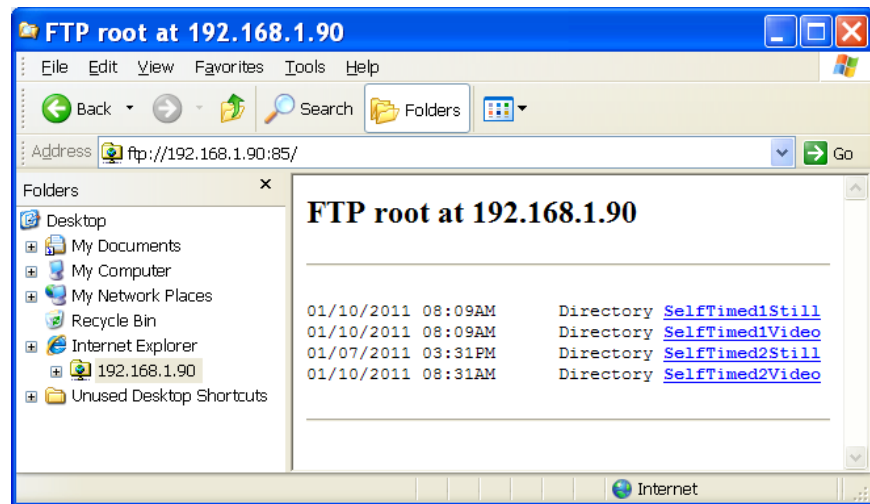 FTP root at 192.168.1.90
File Edit View Favorites Tools Help
Back Search Folders
Address ftp://192.168.1.90:85/ Go
Folders x
Desktop
My Documents
My Computer
My Network Places
Recycle Bin
Internet Explorer
192.168.1.90
Unused Desktop Shortcuts
FTP root at 192.168.1.90
01/10/2011 08:09AM Directory SelfTimed1Still
01/10/2011 08:09AM Directory SelfTimed1Video
01/07/2011 03:31PM Directory SelfTimed2Still
01/10/2011 08:31AM Directory SelfTimed2Video
Internet